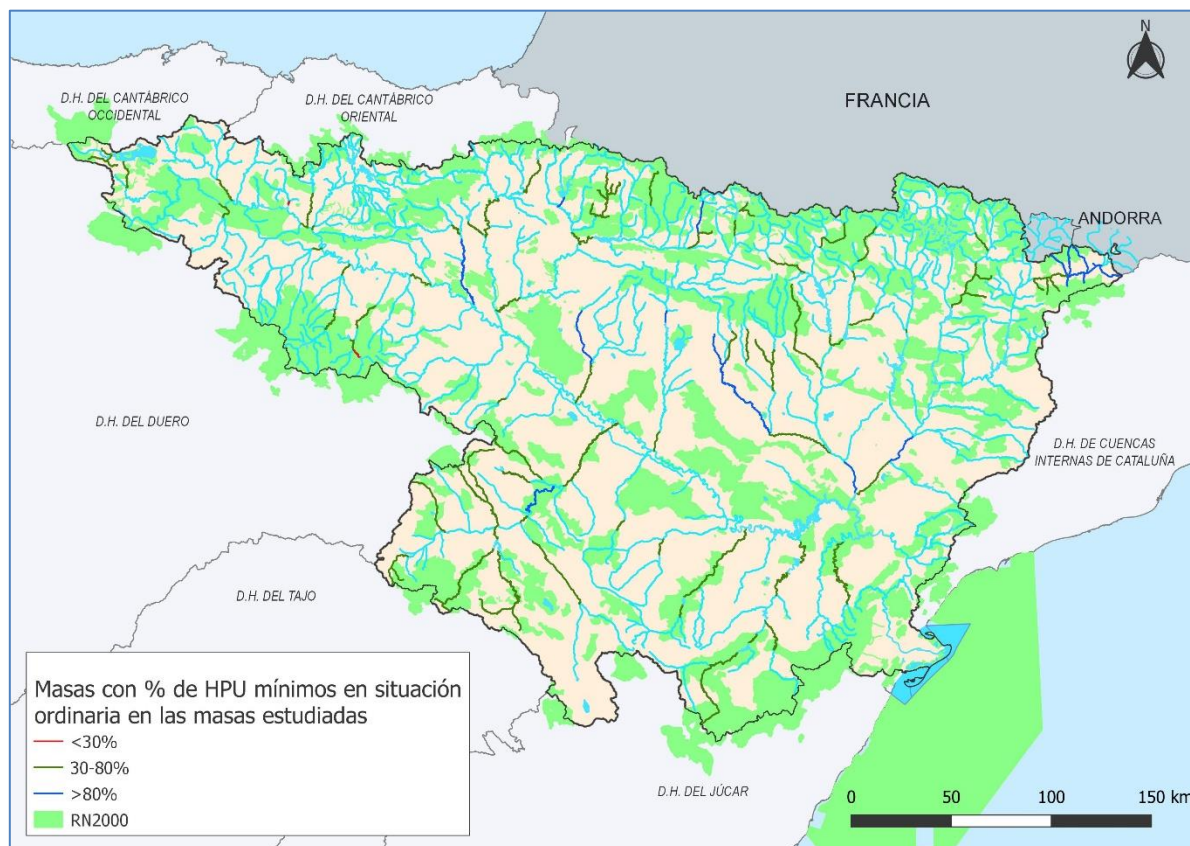 N
D.H. DEL CANTÁBRICO
OCCIDENTAL
D.H. DEL CANTÁBRICO
ORIENTAL
FRANCIA
ANDORRA
D.H. DEL DUERO
D.H. DE CUENCAS
INTERNAS DE CATALUÑA
D.H. DEL TAJO
D.H. DEL JÚCAR
Masas con % de HPU mínimos en situación
ordinaria en las masas estudiadas
<30%
30-80%
>80%
RN2000
0 50 100 150 km